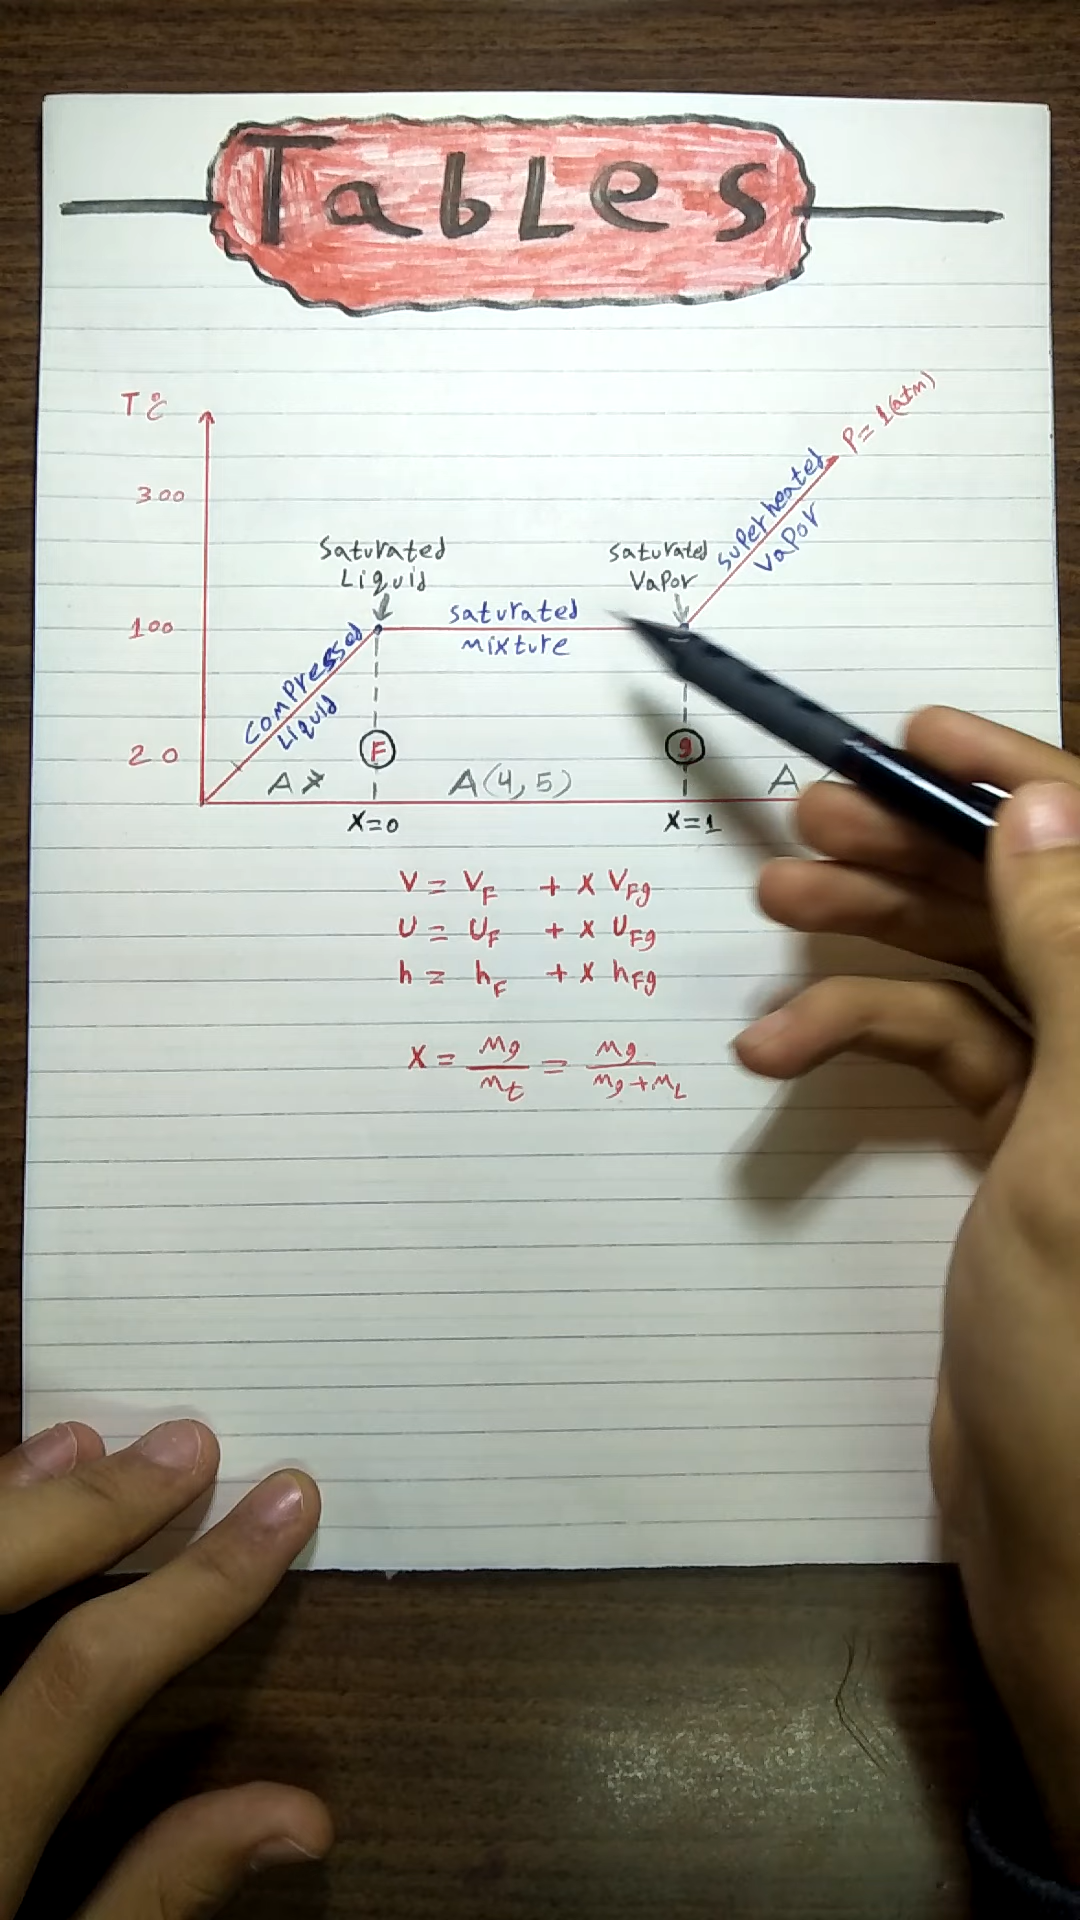 Tables
T°C
300
100
20
P= 1(atm)
superheated
vapor
Saturated
Liquid
saturated
Vapor
saturated
mixture
compressed
Liquid
F
g
A
A(4,5)
A
X=0
X=1
V = VF + x VFg
U = UF + x UFg
h = hF + x hFg
X = mg/mt = mg/mg+mL